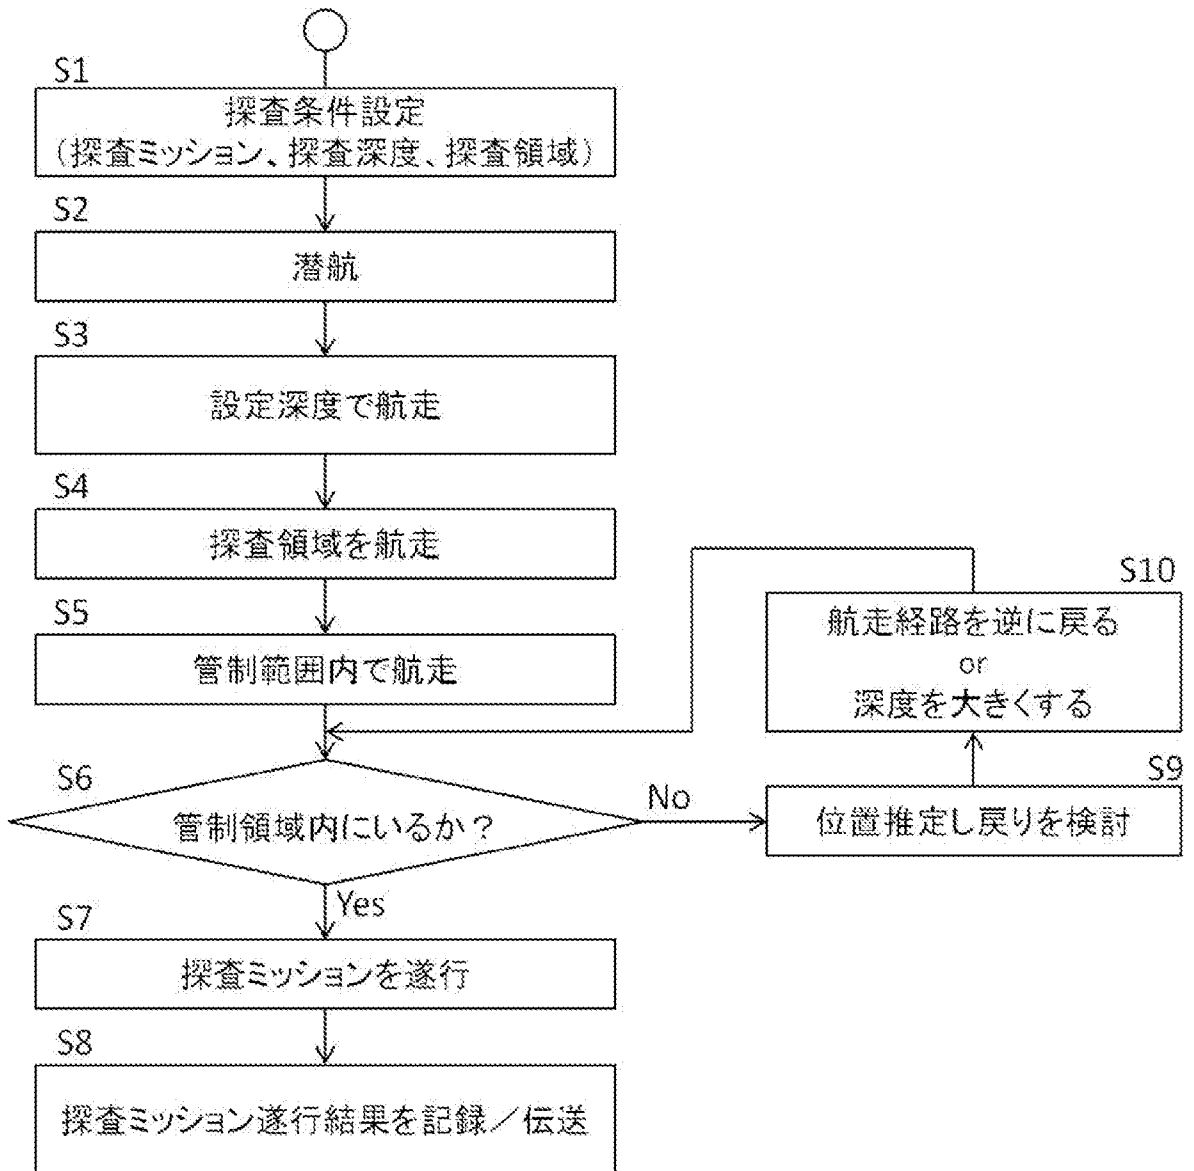 S1
探査条件設定
（探査ミッション、探査深度、探査領域）
S2
潜航
S3
設定深度で航走
S4
探査領域を航走
S5
管制範囲内で航走
S6
管制領域内にいるか？
No
Yes
S7
探査ミッションを遂行
S8
探査ミッション遂行結果を記録／伝送
S9
位置推定し戻りを検討
S10
航走経路を逆に戻る
or
深度を大きくする